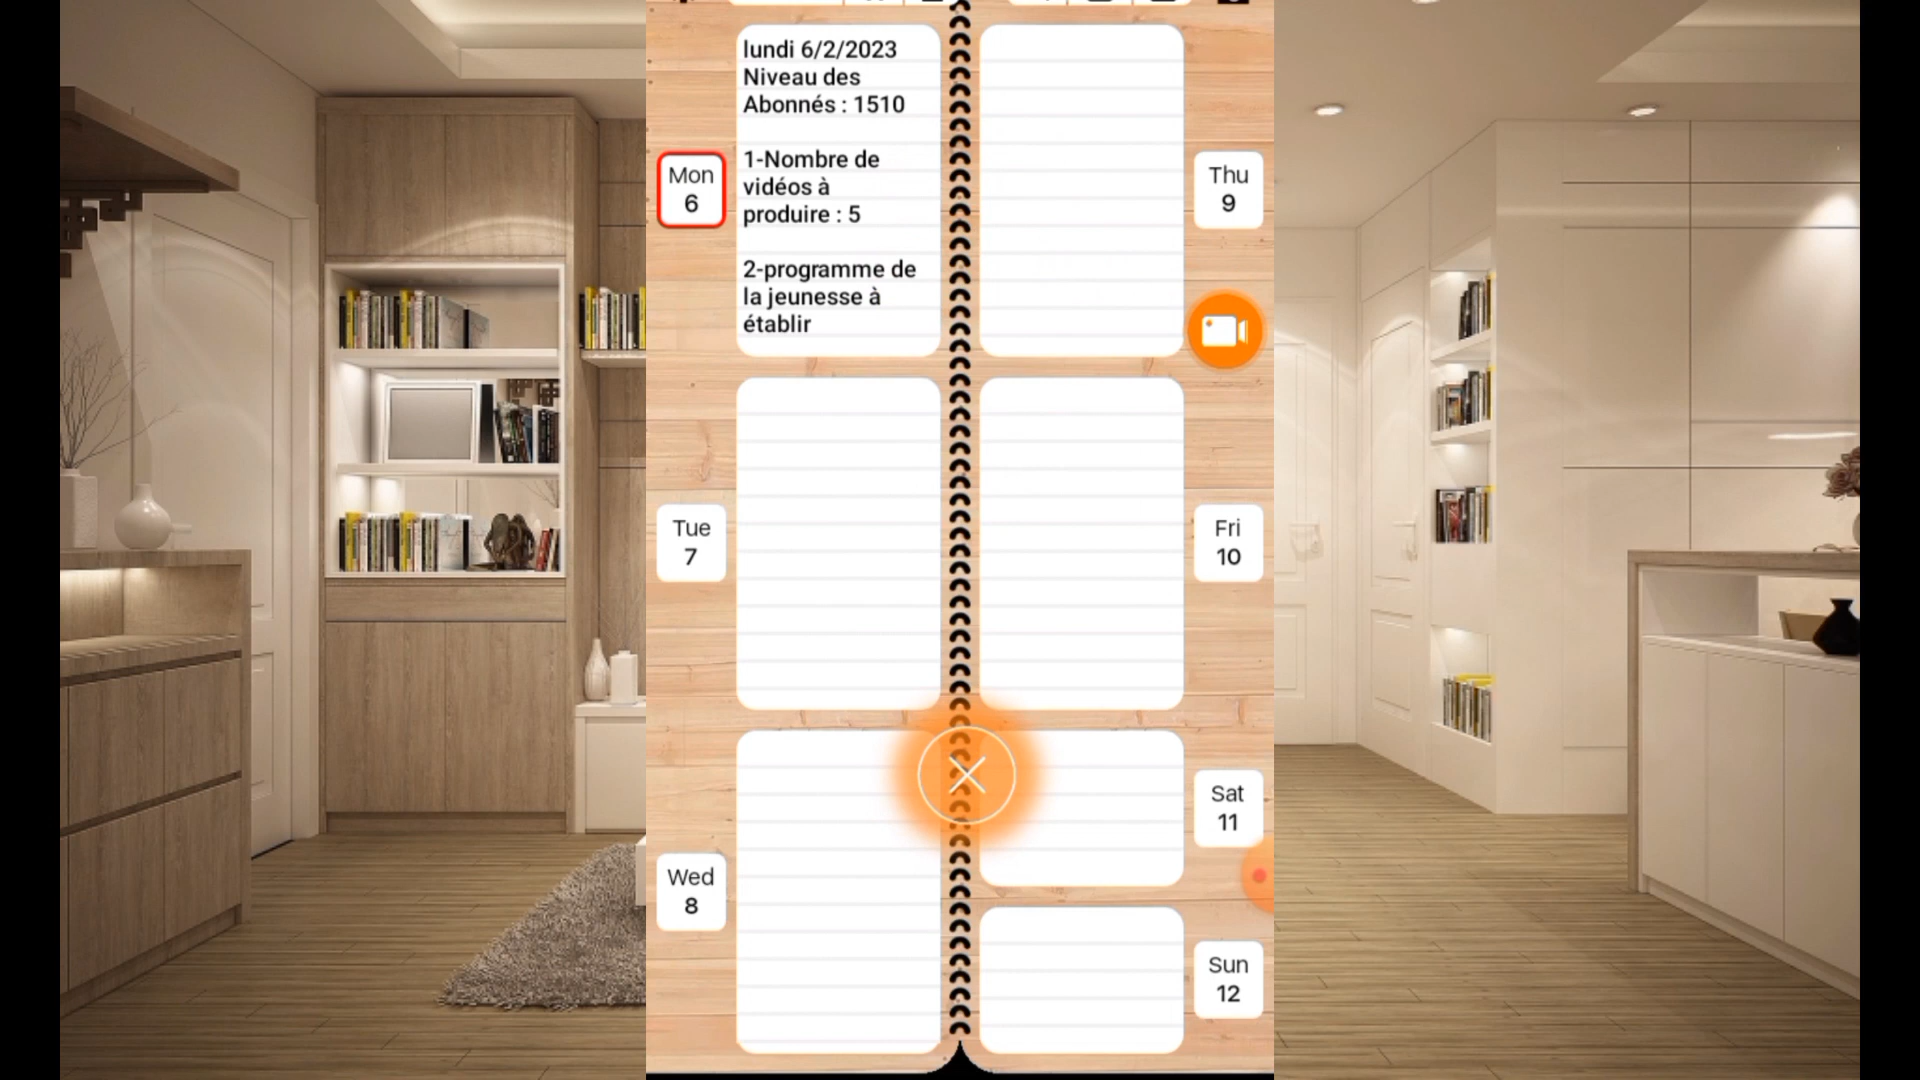 lundi 6/2/2023
Niveau des
Abonnés : 1510
1-Nombre de
vidéos à
produire : 5
2-programme de
la jeunesse à
établir
Mon
6
Tue
7
Wed
8
Thu
9
Fri
10
Sat
11
Sun
12